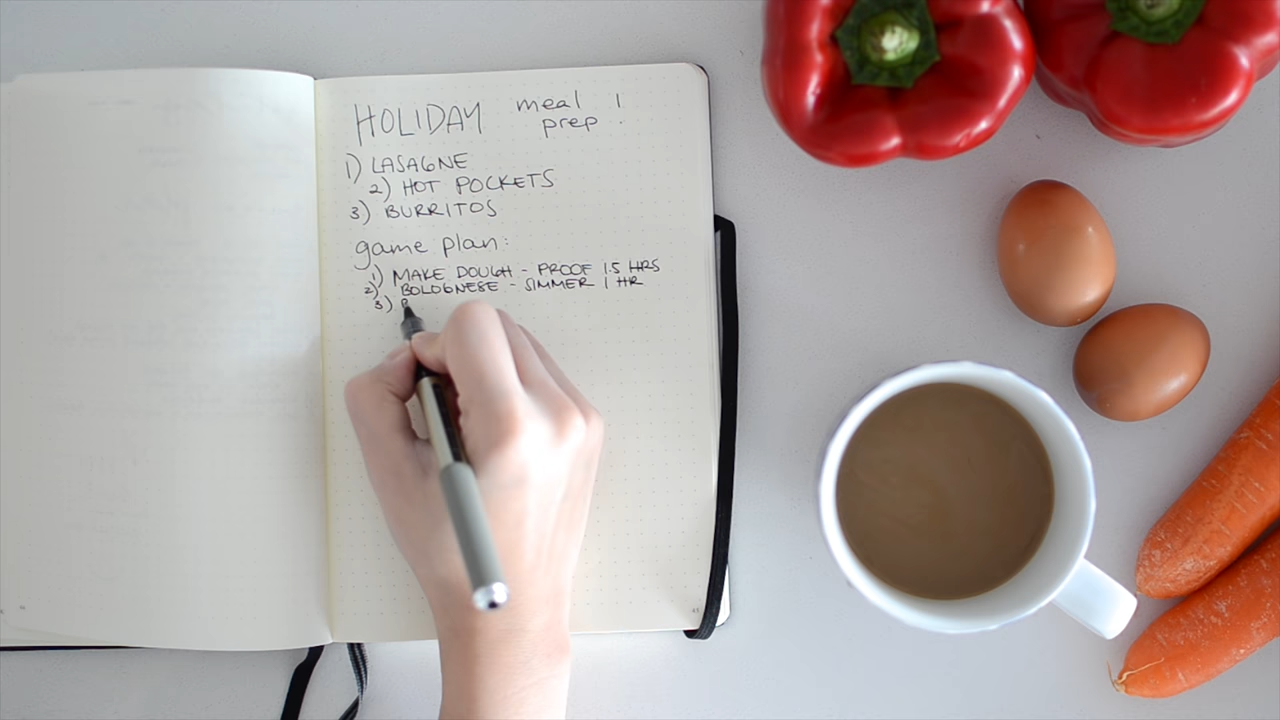 HOLIDAY meal
prep!
1) LASAGNE
2) HOT POCKETS
3) BURRITOS
game plan:
1) MAKE DOUGH - PROOF 1.5 HRS
2) BOLOGNESE - SIMMER 1 HR
3)